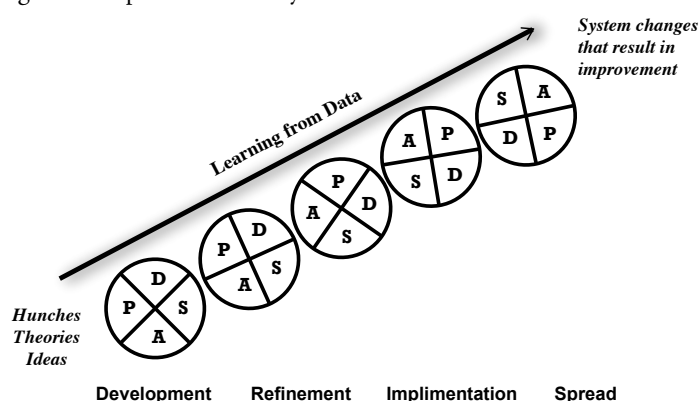 System changes
that result in
improvement
Learning from Data
S A
D P
A P
S D
P
A D
S
D
P S
A
D
P S
A
Hunches
Theories
Ideas
Development Refinement Implimentation Spread